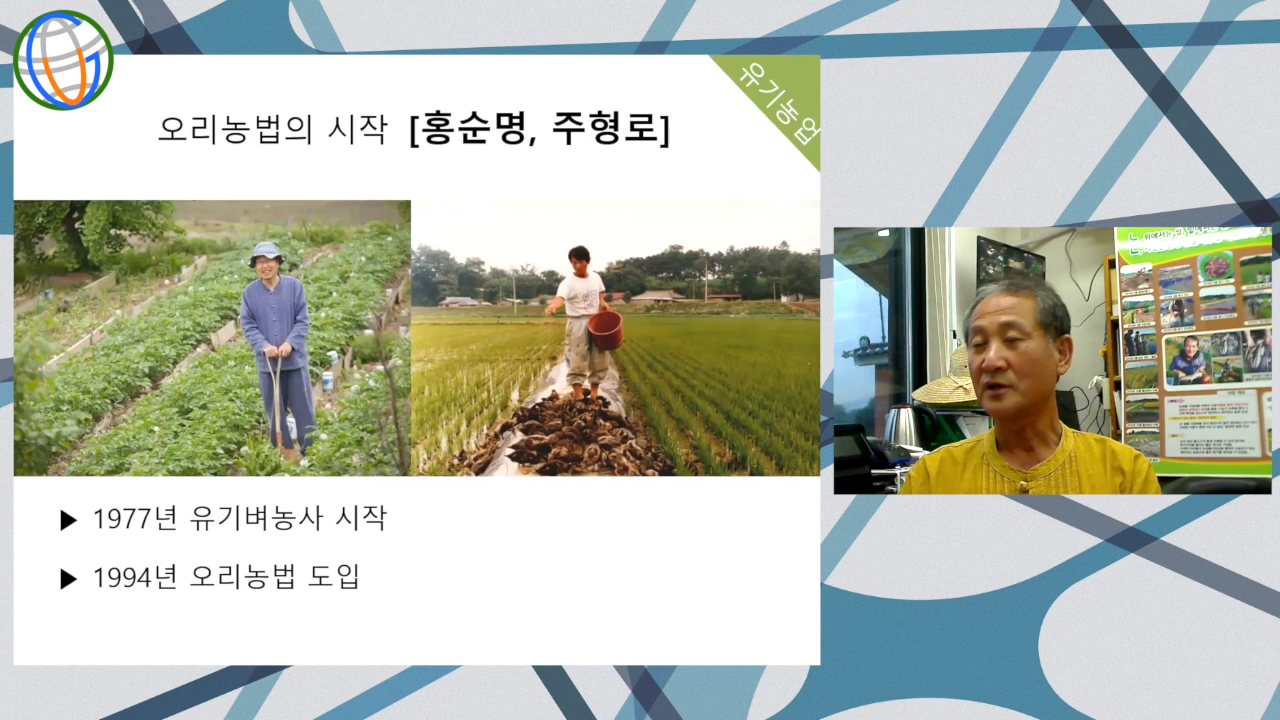 유기농업
오리농법의 시작 [홍순명, 주형로]
▶ 1977년 유기벼농사 시작
▶ 1994년 오리농법 도입